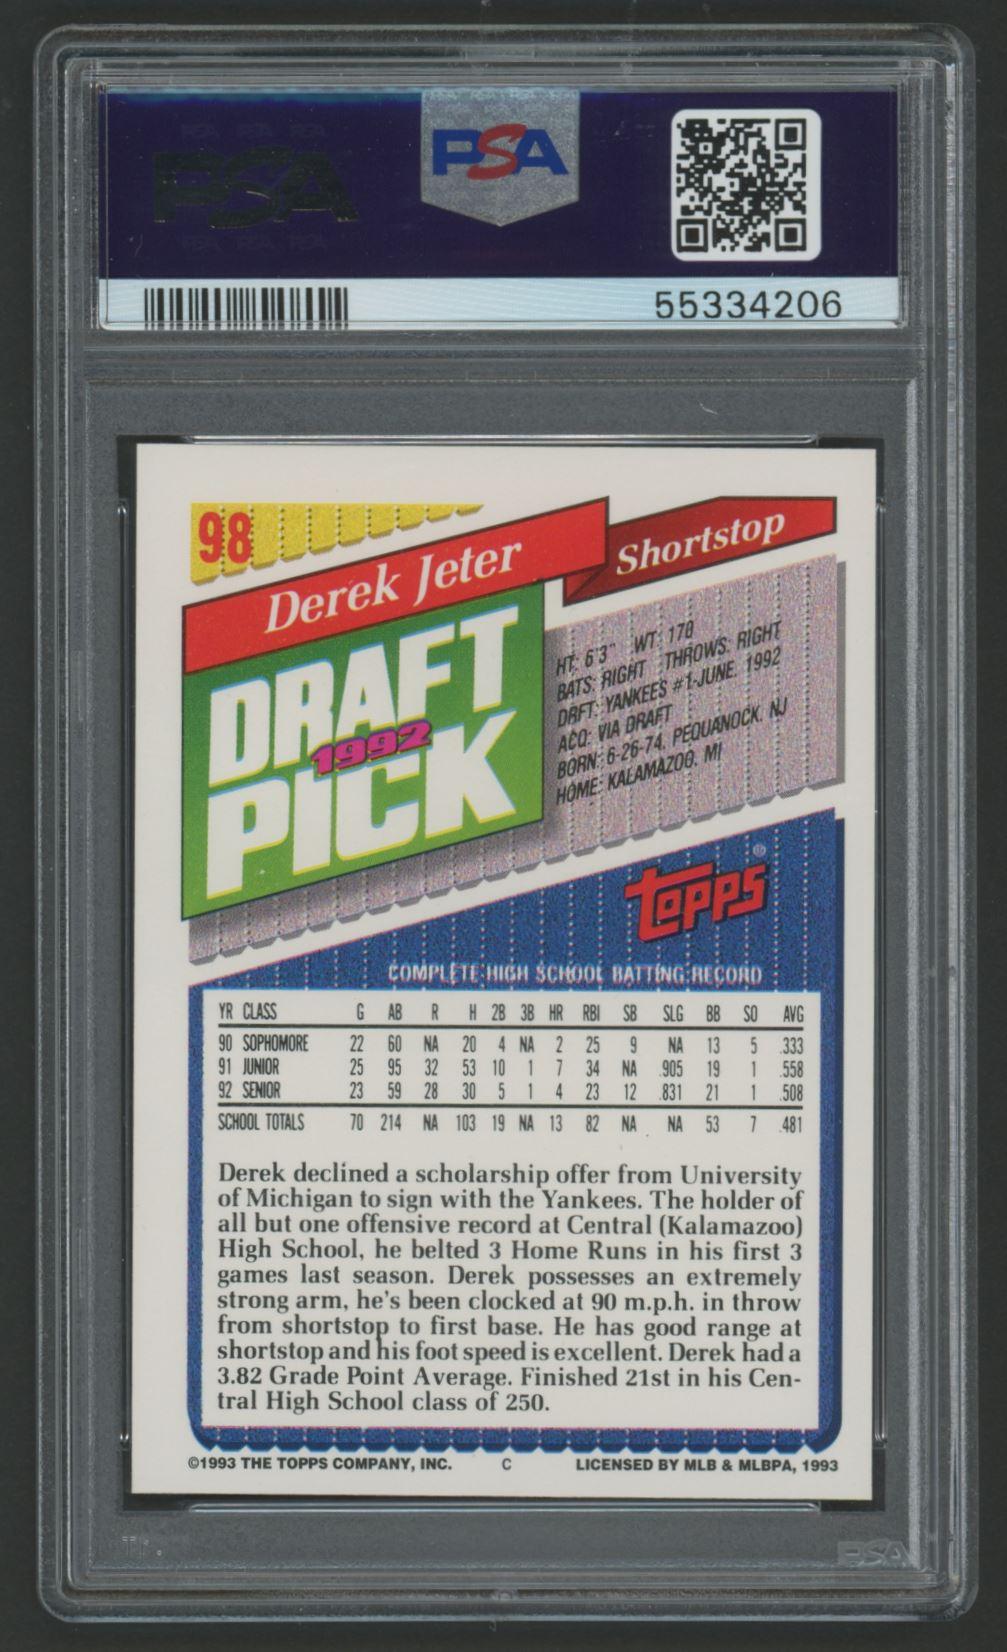 PSA
PSA
55334206
98
Derek Jeter
Shortstop
DRAFT
1992
PICK
HT: 6'3" WT: 170
BATS: RIGHT THROWS: RIGHT
DRFT: YANKEES #1-JUNE, 1992
ACQ: VIA DRAFT
BORN: 6-26-74, PEQUANOCK, NJ
HOME: KALAMAZOO, MI
TOPPS®
COMPLETE HIGH SCHOOL BATTING RECORD
YR CLASS G AB R H 2B 3B HR RBI SB SLG BB SO AVG
90 SOPHOMORE 22 60 NA 20 4 NA 2 25 9 NA 13 5 .333
91 JUNIOR 25 95 32 53 10 1 7 34 NA .905 19 1 .558
92 SENIOR 23 59 28 30 5 1 4 23 12 .831 21 1 .508
SCHOOL TOTALS 70 214 NA 103 19 NA 13 82 NA NA 53 7 .481
Derek declined a scholarship offer from University
of Michigan to sign with the Yankees. The holder of
all but one offensive record at Central (Kalamazoo)
High School, he belted 3 Home Runs in his first 3
games last season. Derek possesses an extremely
strong arm, he's been clocked at 90 m.p.h. in throw
from shortstop to first base. He has good range at
shortstop and his foot speed is excellent. Derek had a
3.82 Grade Point Average. Finished 21st in his Cen-
tral High School class of 250.
©1993 THE TOPPS COMPANY, INC. C LICENSED BY MLB & MLBPA, 1993
PSA